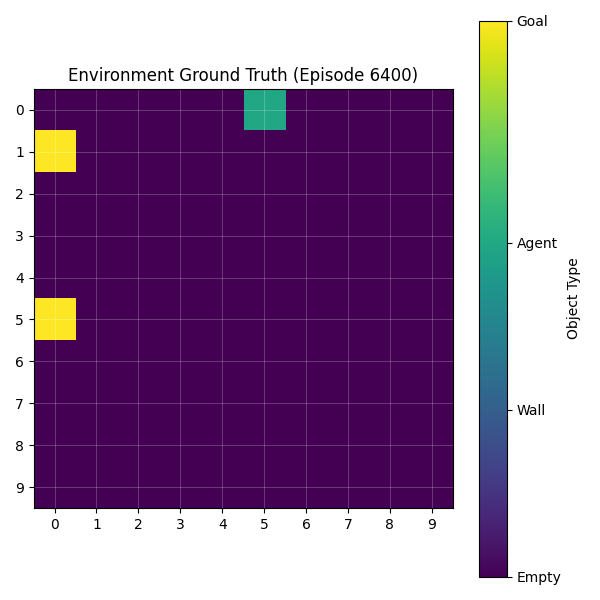 Environment Ground Truth (Episode 6400)
Goal
0
1
2
3
Agent
4
5
Wall
6
7
8
9
Empty
0 1 2 3 4 5 6 7 8 9
Object Type